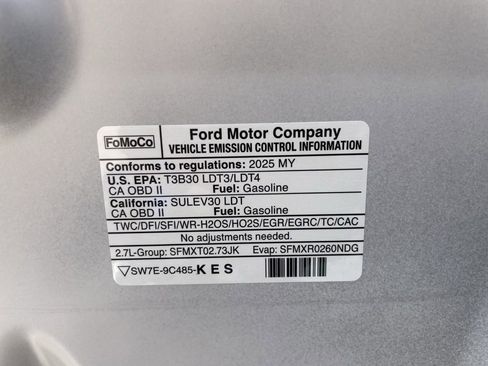 FoMoCo
Ford Motor Company
VEHICLE EMISSION CONTROL INFORMATION
Conforms to regulations: 2025 MY
U.S. EPA: T3B30 LDT3/LDT4
CA OBD II Fuel: Gasoline
California: SULEV30 LDT
CA OBD II Fuel: Gasoline
TWC/DFI/SFI/WR-H2OS/HO2S/EGR/EGRC/TC/CAC
No adjustments needed.
2.7L-Group: SFMXT02.73JK Evap: SFMXR0260NDG
SW7E-9C485-KES